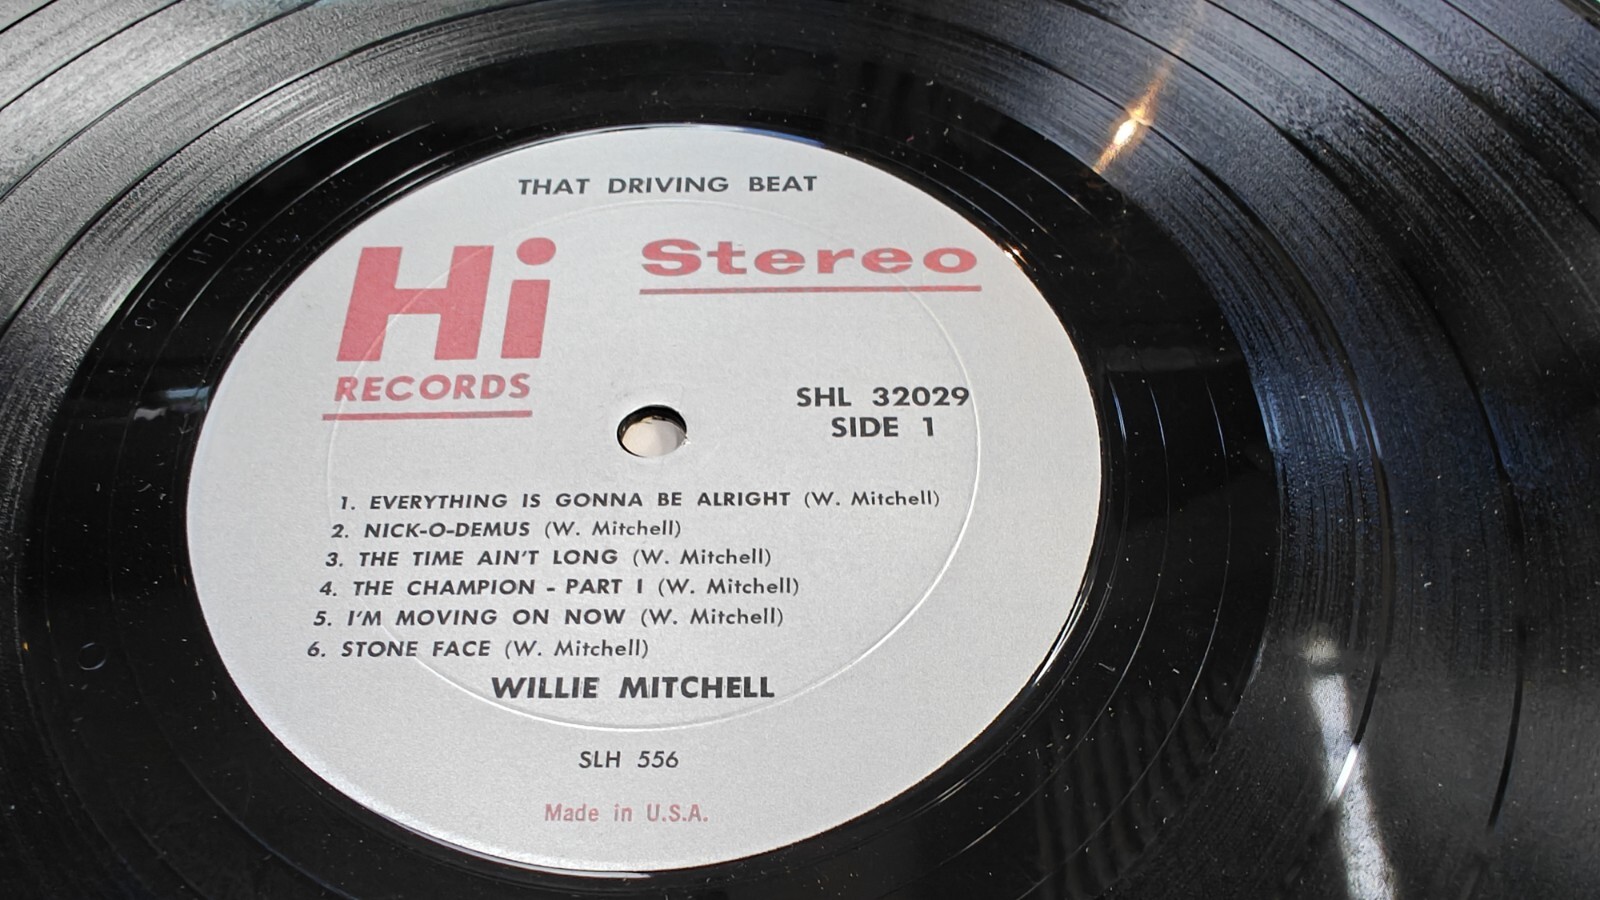 THAT DRIVING BEAT
Hi Stereo
RECORDS
SHL 32029
SIDE 1
1. EVERYTHING IS GONNA BE ALRIGHT (W. Mitchell)
2. NICK-O-DEMUS (W. Mitchell)
3. THE TIME AIN'T LONG (W. Mitchell)
4. THE CHAMPION - PART I (W. Mitchell)
5. I'M MOVING ON NOW (W. Mitchell)
6. STONE FACE (W. Mitchell)
WILLIE MITCHELL
SLH 556
Made in U.S.A.